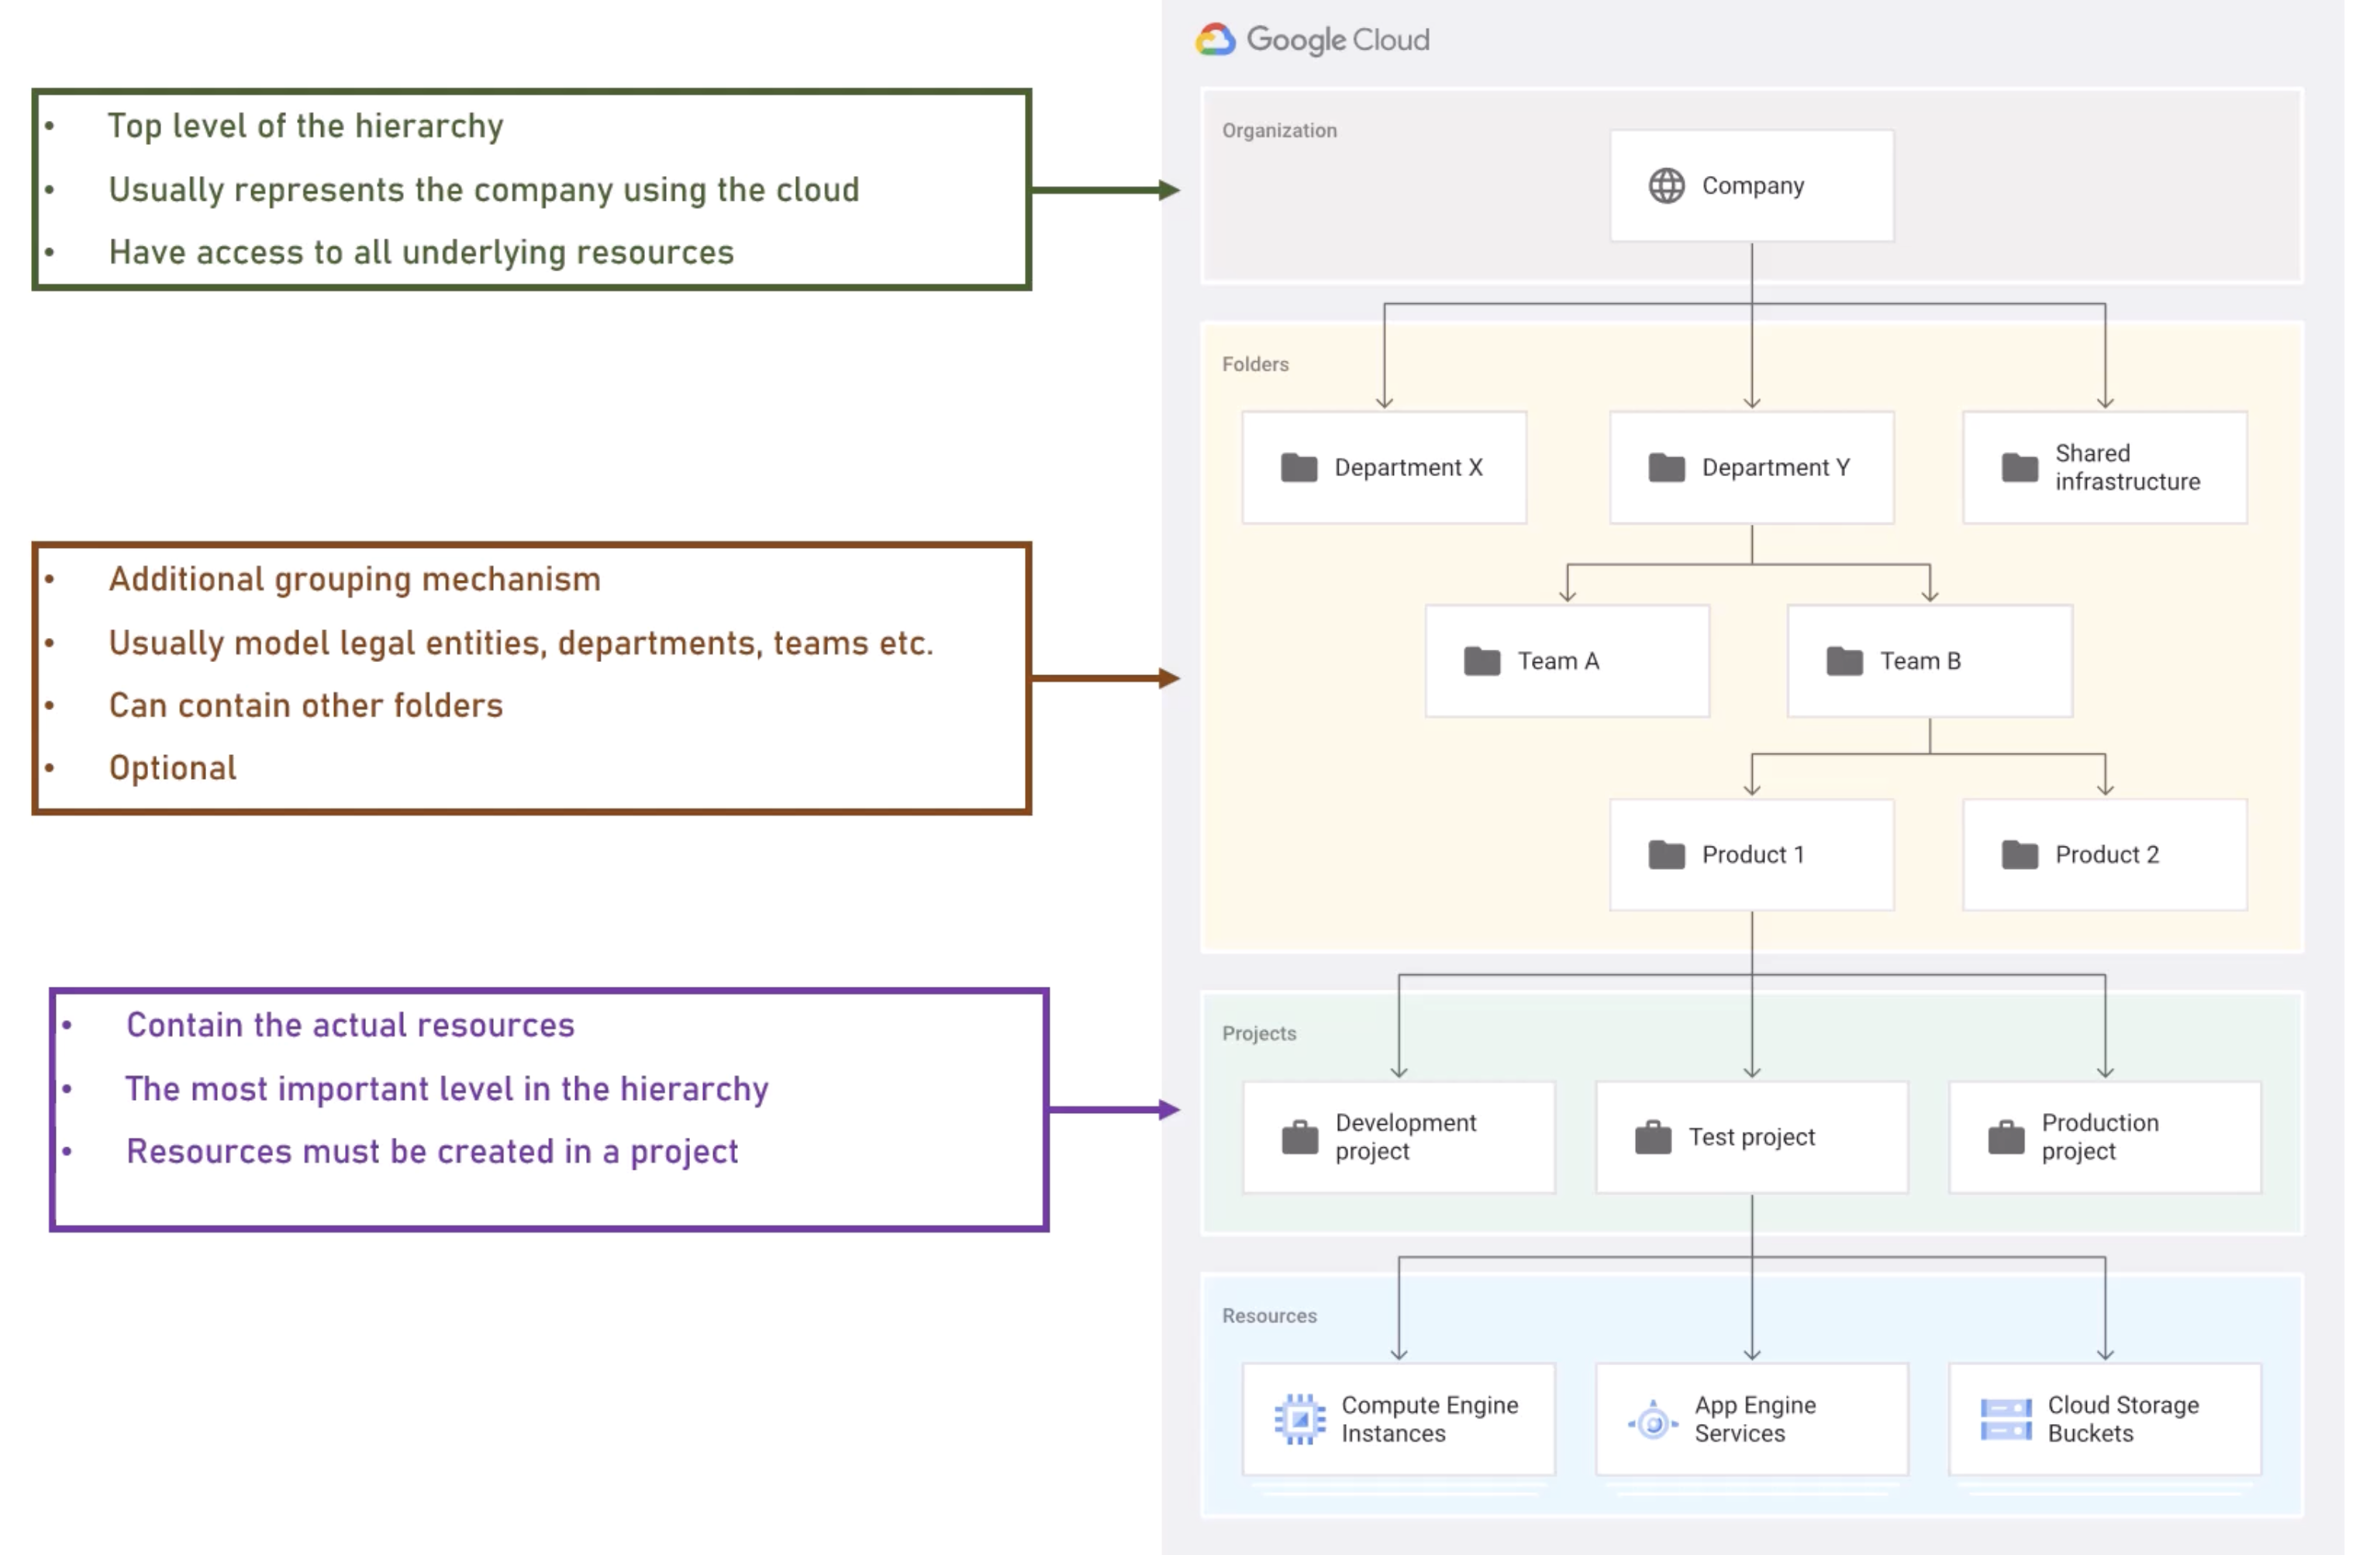 Google Cloud
• Top level of the hierarchy
• Usually represents the company using the cloud
• Have access to all underlying resources
Organization
Company
Folders
Department X
Department Y
Shared
infrastructure
• Additional grouping mechanism
• Usually model legal entities, departments, teams etc.
• Can contain other folders
• Optional
Team A
Team B
Product 1
Product 2
• Contain the actual resources
• The most important level in the hierarchy
• Resources must be created in a project
Projects
Development
project
Test project
Production
project
Resources
Compute Engine
Instances
App Engine
Services
Cloud Storage
Buckets